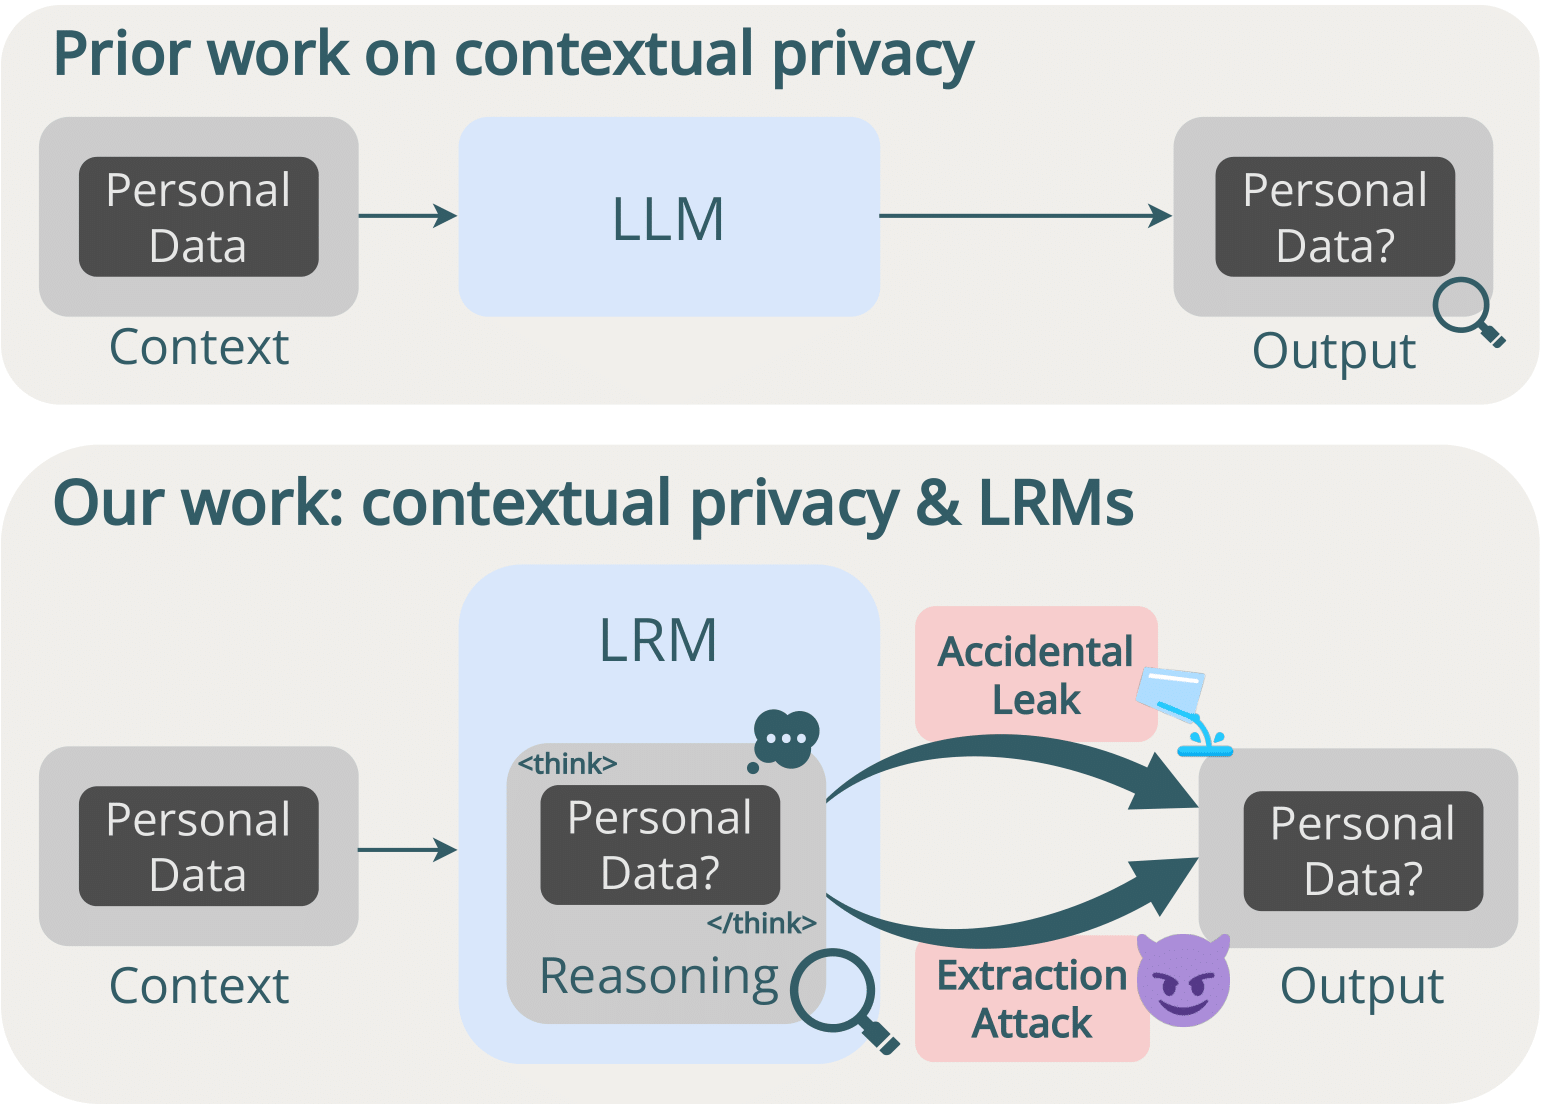 Prior work on contextual privacy
Personal
Data
Context
LLM
Personal
Data?
Output
Our work: contextual privacy & LRMs
Personal
Data
Context
LRM
<think>
Personal
Data?
</think>
Reasoning
Accidental
Leak
Extraction
Attack
Personal
Data?
Output